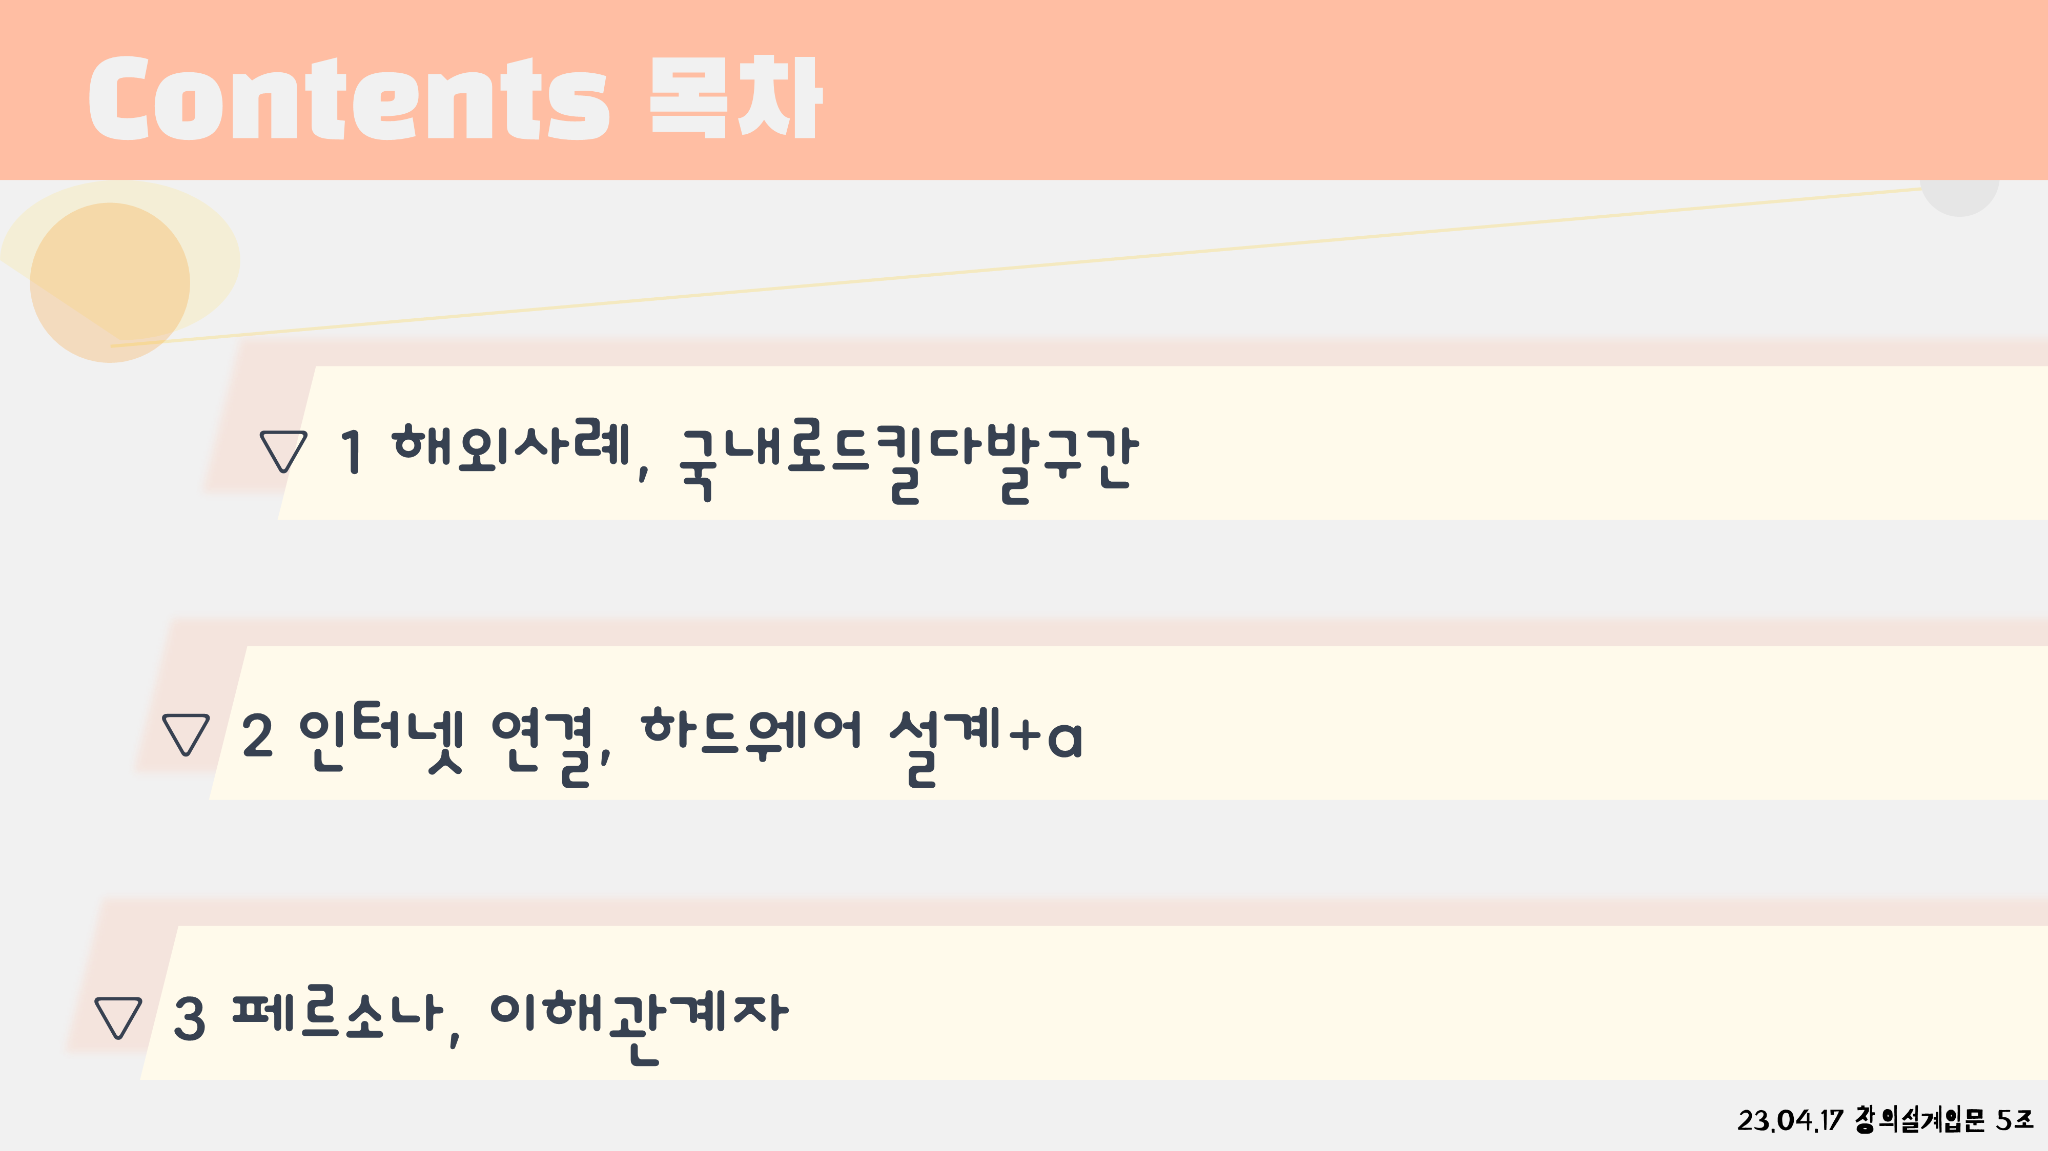 Contents 목차
1 해외사례, 국내로드킬다발구간
2 인터넷 연결, 하드웨어 설계+a
3 페르소나, 이해관계자
23.04.17 창의설계입문 5조